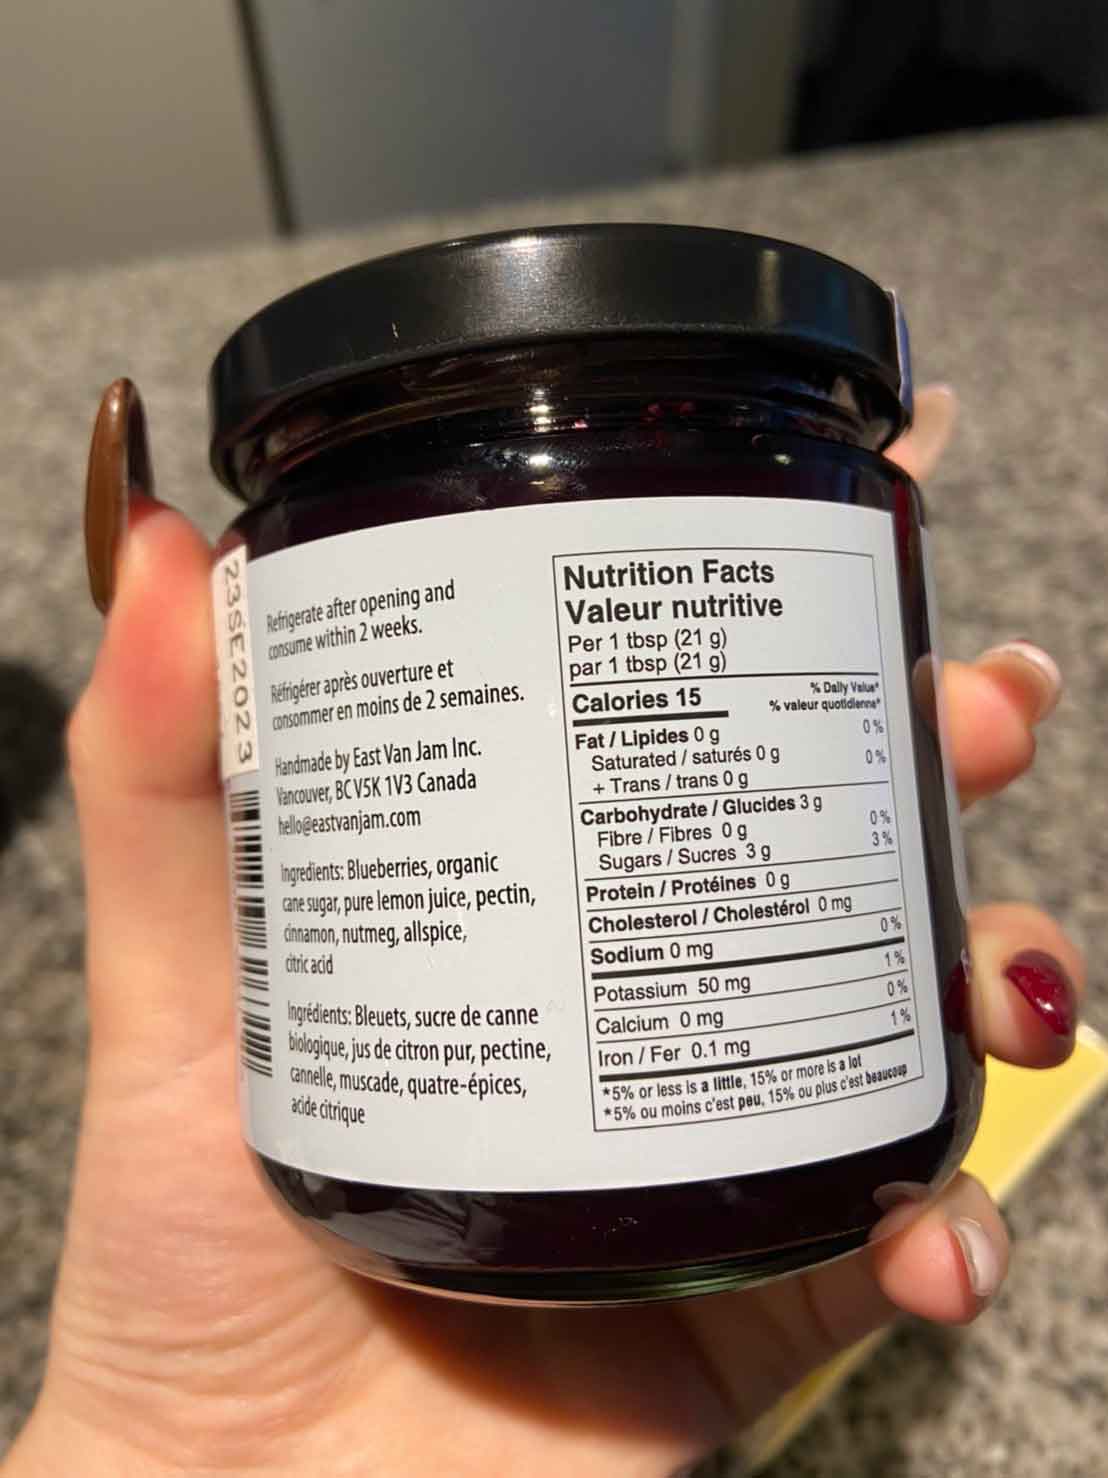 23SE2023
Refrigerate after opening and
consume within 2 weeks.
Réfrigérer après ouverture et
consommer en moins de 2 semaines.
Handmade by East Van Jam Inc.
Vancouver, BC V5K 1V3 Canada
hello@eastvanjam.com
Ingredients: Blueberries, organic
cane sugar, pure lemon juice, pectin,
cinnamon, nutmeg, allspice,
citric acid
Ingrédients: Bleuets, sucre de canne
biologique, jus de citron pur, pectine,
cannelle, muscade, quatre-épices,
acide citrique
Nutrition Facts
Valeur nutritive
Per 1 tbsp (21 g)
par 1 tbsp (21 g)
Calories 15
% Daily Value*
% valeur quotidienne*
Fat / Lipides 0 g 0 %
Saturated / saturés 0 g
+ Trans / trans 0 g 0 %
Carbohydrate / Glucides 3 g
Fibre / Fibres 0 g 0 %
Sugars / Sucres 3 g 3 %
Protein / Protéines 0 g
Cholesterol / Cholestérol 0 mg
Sodium 0 mg 0 %
Potassium 50 mg 1 %
Calcium 0 mg 0 %
Iron / Fer 0.1 mg 1 %
*5% or less is a little, 15% or more is a lot
*5% ou moins c'est peu, 15% ou plus c'est beaucoup